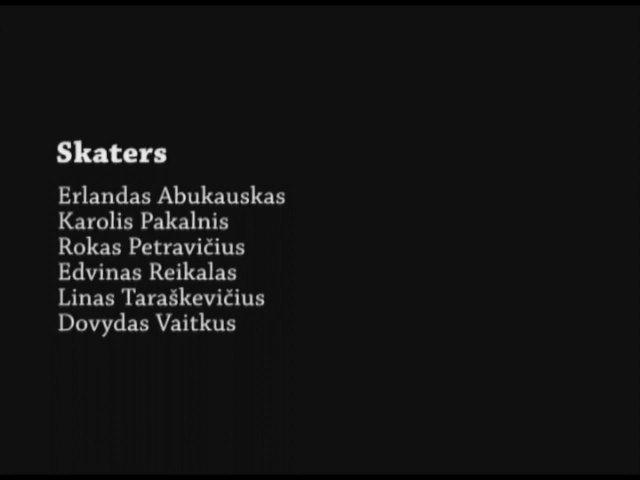 Skaters
Erlandas Abukauskas
Karolis Pakalnis
Rokas Petravičius
Edvinas Reikalas
Linas Taraškevičius
Dovydas Vaitkus